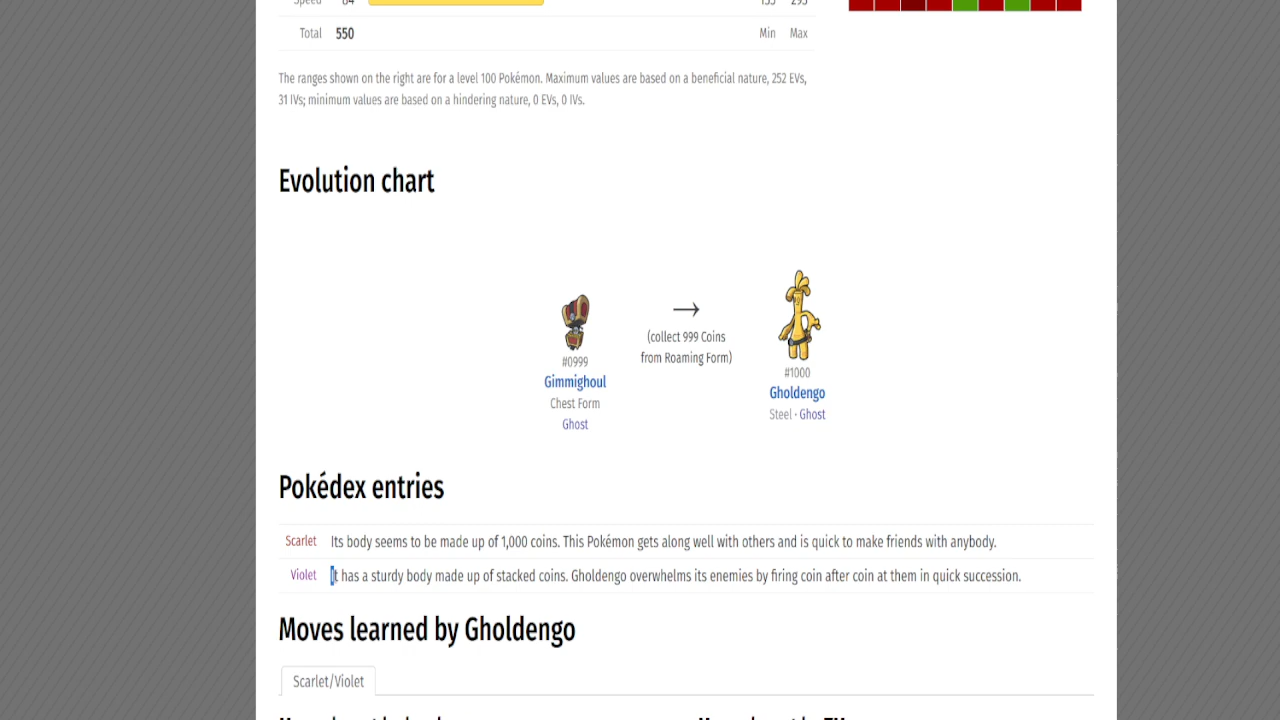 Speed 84
Total 550 Min Max
The ranges shown on the right are for a level 100 Pokémon. Maximum values are based on a beneficial nature, 252 EVs,
31 IVs; minimum values are based on a hindering nature, 0 EVs, 0 IVs.
Evolution chart
→
(collect 999 Coins
from Roaming Form)
#0999
Gimmighoul
Chest Form
Ghost
#1000
Gholdengo
Steel · Ghost
Pokédex entries
Scarlet Its body seems to be made up of 1,000 coins. This Pokémon gets along well with others and is quick to make friends with anybody.
Violet It has a sturdy body made up of stacked coins. Gholdengo overwhelms its enemies by firing coin after coin at them in quick succession.
Moves learned by Gholdengo
Scarlet/Violet